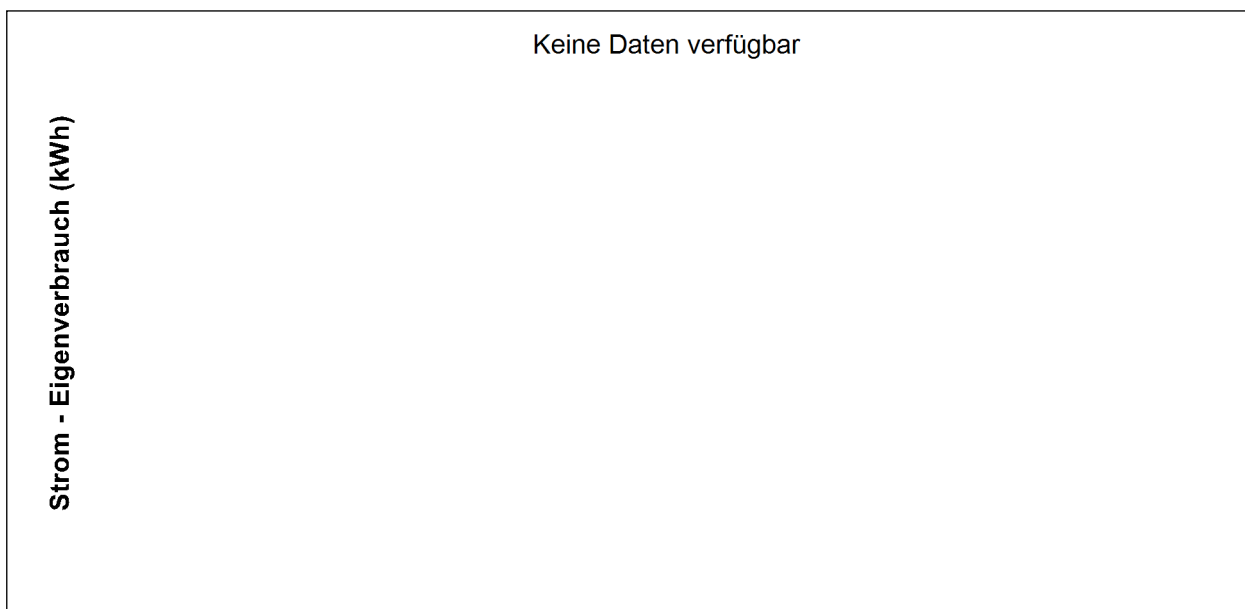 Keine Daten verfügbar
Strom - Eigenverbrauch (kWh)